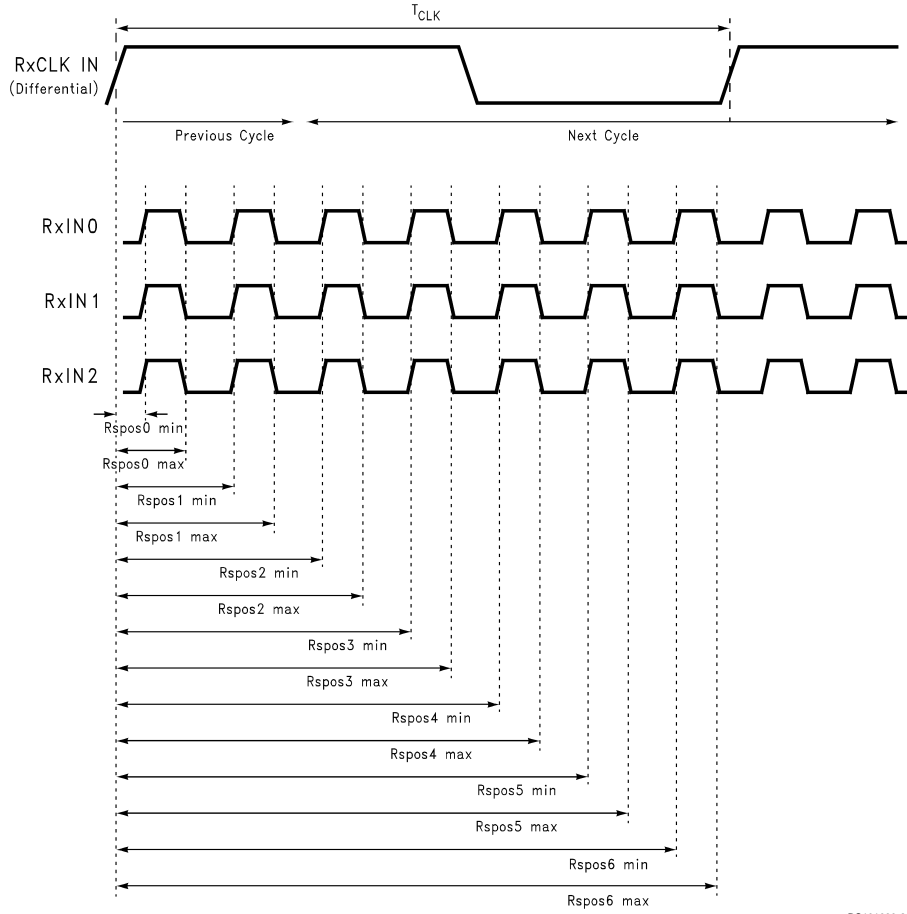 TCLK
RxCLK IN
(Differential)
Previous Cycle
Next Cycle
RxIN0
RxIN1
RxIN2
Rspos0 min
Rspos0 max
Rspos1 min
Rspos1 max
Rspos2 min
Rspos2 max
Rspos3 min
Rspos3 max
Rspos4 min
Rspos4 max
Rspos5 min
Rspos5 max
Rspos6 min
Rspos6 max